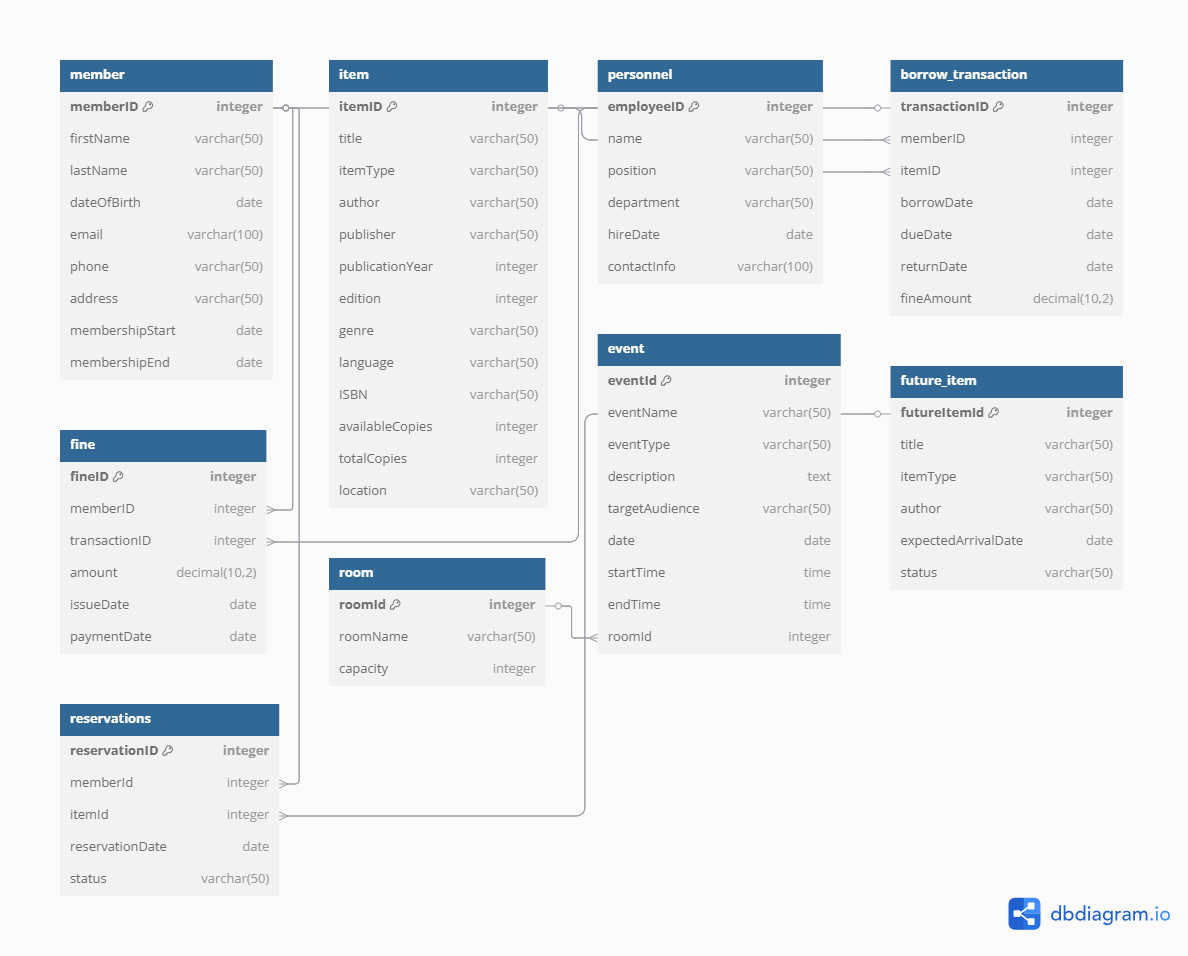 member
memberID integer
firstName varchar(50)
lastName varchar(50)
dateOfBirth date
email varchar(100)
phone varchar(50)
address varchar(50)
membershipStart date
membershipEnd date
item
itemID integer
title varchar(50)
itemType varchar(50)
author varchar(50)
publisher varchar(50)
publicationYear integer
edition integer
genre varchar(50)
language varchar(50)
ISBN varchar(50)
availableCopies integer
totalCopies integer
location varchar(50)
personnel
employeeID integer
name varchar(50)
position varchar(50)
department varchar(50)
hireDate date
contactInfo varchar(100)
borrow_transaction
transactionID integer
memberID integer
itemID integer
borrowDate date
dueDate date
returnDate date
fineAmount decimal(10,2)
fine
fineID integer
memberID integer
transactionID integer
amount decimal(10,2)
issueDate date
paymentDate date
room
roomId integer
roomName varchar(50)
capacity integer
event
eventId integer
eventName varchar(50)
eventType varchar(50)
description text
targetAudience varchar(50)
date date
startTime time
endTime time
roomId integer
future_item
futureItemId integer
title varchar(50)
itemType varchar(50)
author varchar(50)
expectedArrivalDate date
status varchar(50)
reservations
reservationID integer
memberId integer
itemId integer
reservationDate date
status varchar(50)
dbdiagram.io